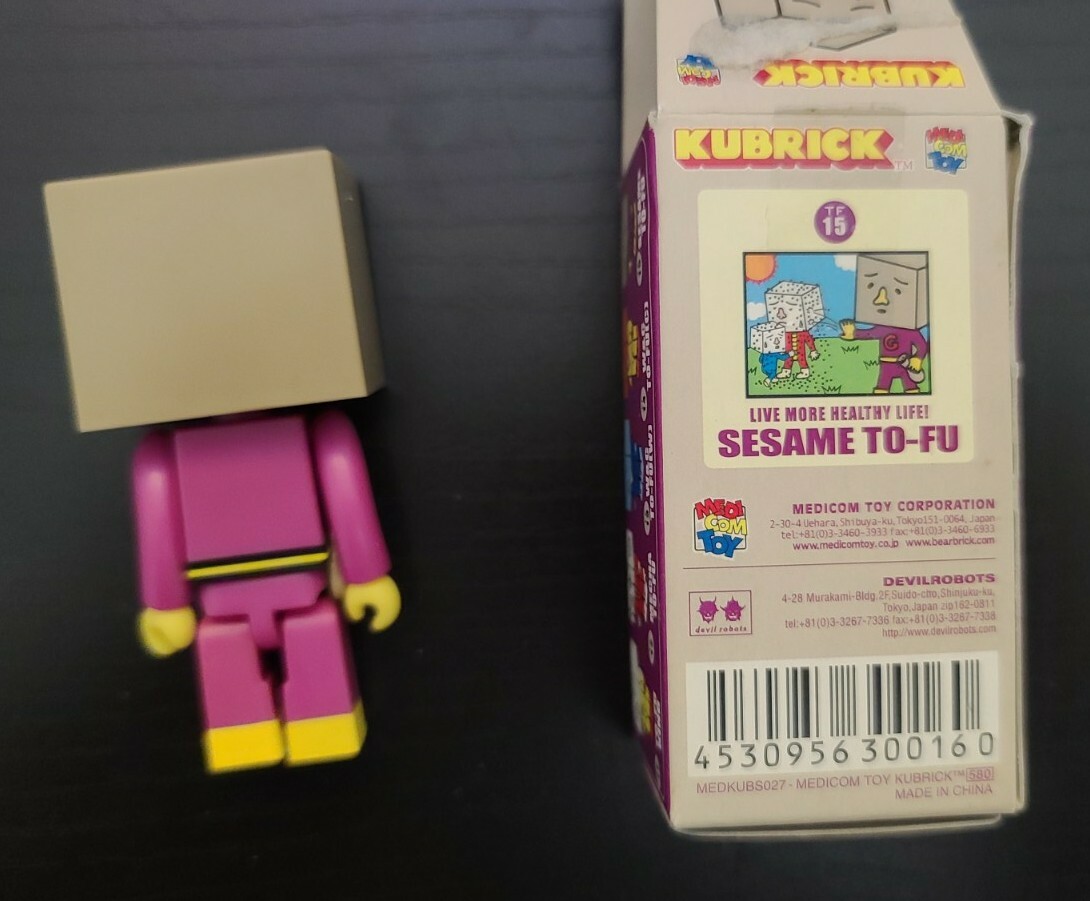 KUBRICK
MEDI COM TOY
KUBRICK TM
MEDI COM TOY
TF
15
G
LIVE MORE HEALTHY LIFE!
SESAME TO-FU
MEDI COM TOY
MEDICOM TOY CORPORATION
2-30-4 Uehara, Shibuya-ku, Tokyo151-0064, Japan
tel:+81(0)3-3460-3933 fax:+81(0)3-3460-6933
www.medicomtoy.co.jp www.bearbrick.com
DEVILROBOTS
4-28 Murakami-Bldg.2F,Suido-cho,Shinjuku-ku,
Tokyo,Japan zip162-0811
tel:+81(0)3-3267-7336 fax:+81(0)3-3267-7338
http://www.devilrobots.com
devil robots
4530956300160
MEDKUBS027 - MEDICOM TOY KUBRICK™ 580
MADE IN CHINA